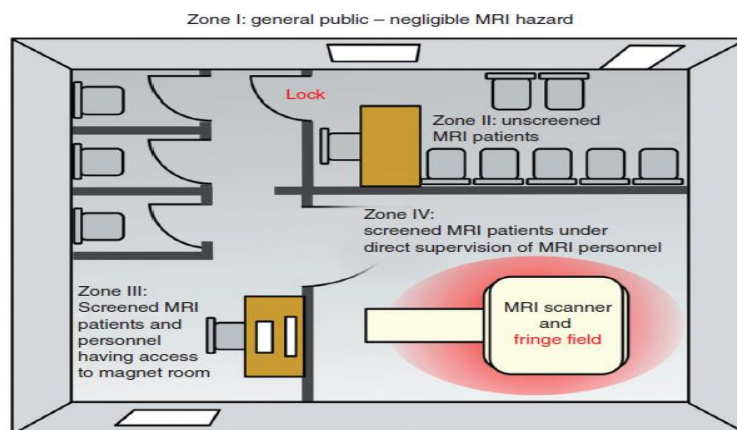 Zone I: general public – negligible MRI hazard
Lock
Zone II: unscreened
MRI patients
Zone IV:
screened MRI patients under
direct supervision of MRI personnel
Zone III:
Screened MRI
patients and
personnel
having access
to magnet room
MRI scanner
and
fringe field